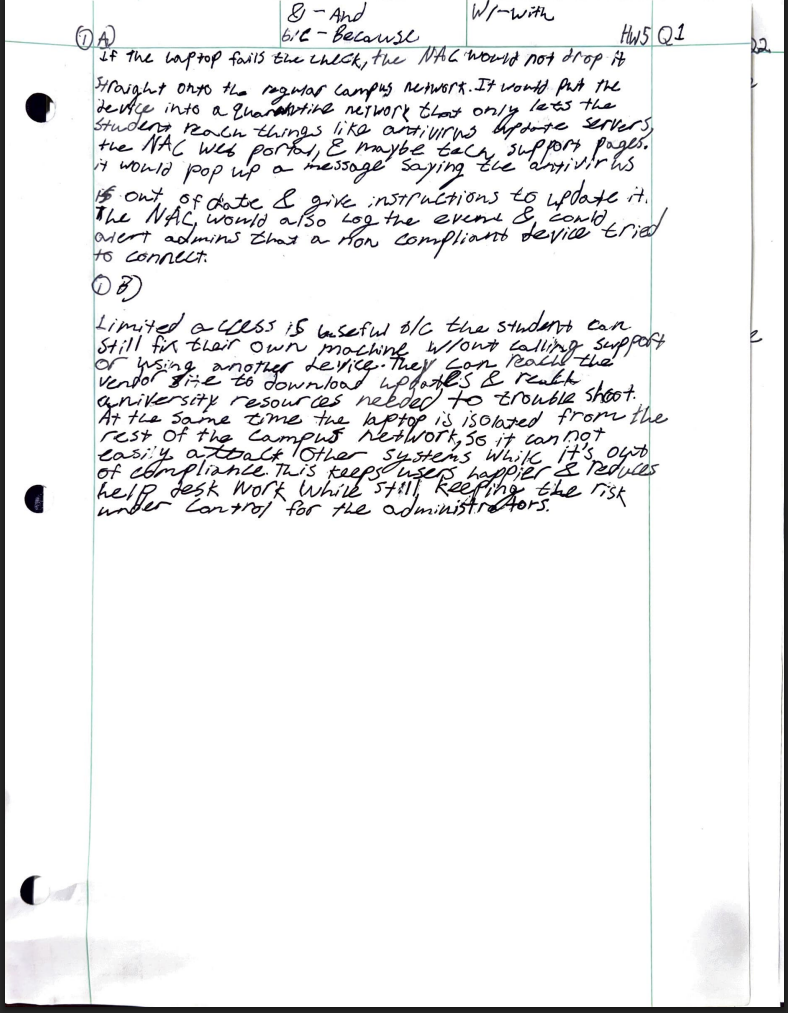 & - And
W/-With
b/c - Because
HW5 Q1
① A)
22
If the laptop fails the check, the NAC would not drop it
straight onto the regular campus network. It would put the
device into a quarantine network that only lets the
student reach things like antivirus update servers,
the NAC web portal, & maybe tech support pages.
it would pop up a message saying the antivirus
is out of date & give instructions to update it.
The NAC would also log the event & could
alert admins that a non compliant device tried
to connect.
① B)
Limited access is useful b/c the student can
still fix their own machine w/out calling support
or using another device. They can reach the
vendor site to download updates & reach
university resources needed to trouble shoot.
At the same time the laptop is isolated from the
rest of the campus network, so it can not
easily attack other systems while it's out
of compliance. This keeps users happier & reduces
help desk work while still keeping the risk
under control for the administrators.